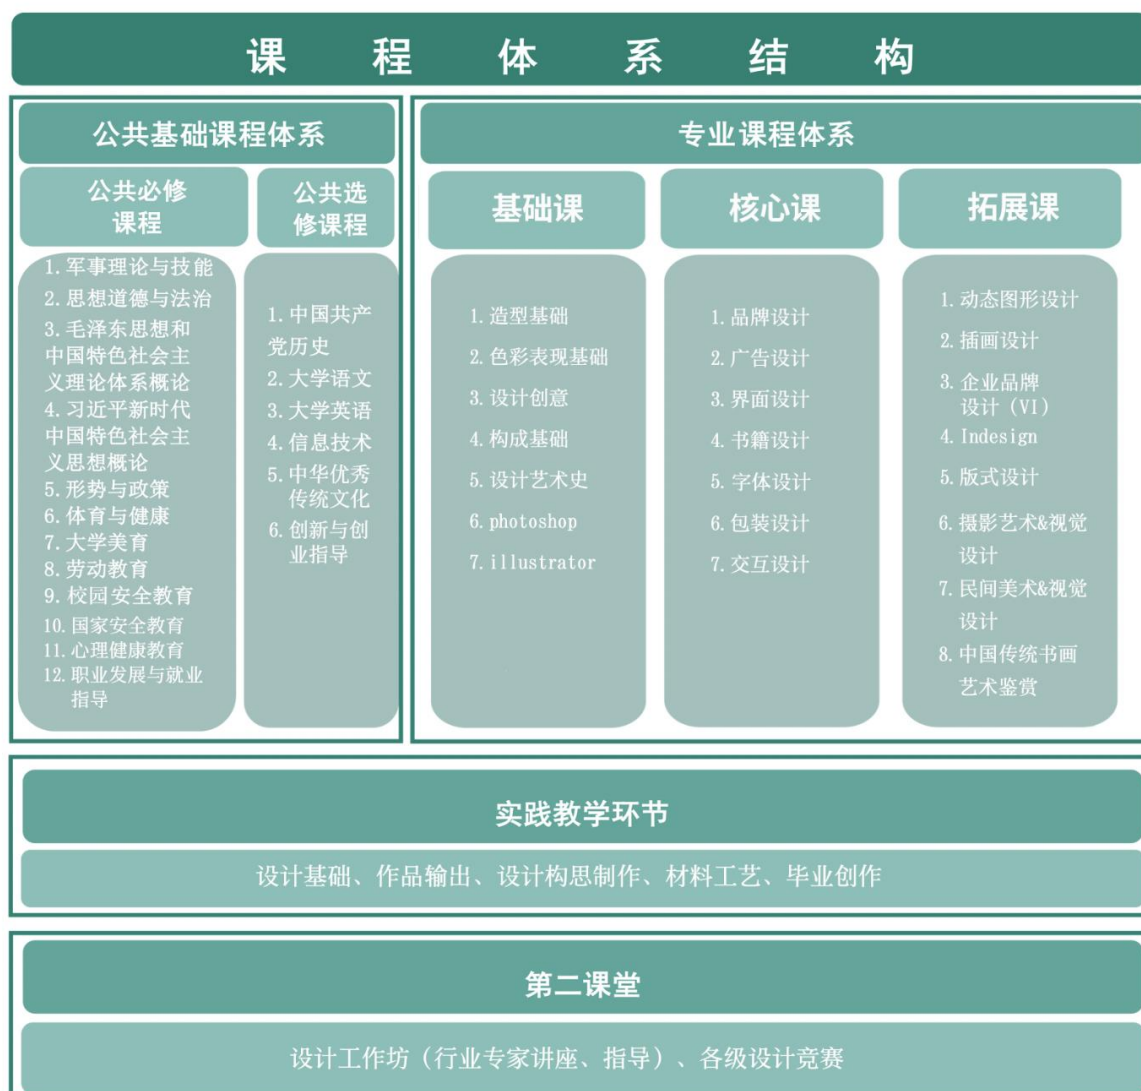 课程体系结构
公共基础课程体系
公共必修
课程
1. 军事理论与技能
2. 思想道德与法治
3. 毛泽东思想和
中国特色社会主
义理论体系概论
4. 习近平新时代
中国特色社会主
义思想概论
5. 形势与政策
6. 体育与健康
7. 大学美育
8. 劳动教育
9. 校园安全教育
10. 国家安全教育
11. 心理健康教育
12. 职业发展与就业
指导
公共选
修课程
1. 中国共产
党历史
2. 大学语文
3. 大学英语
4. 信息技术
5. 中华优秀
传统文化
6. 创新与创
业指导
专业课程体系
基础课
1. 造型基础
2. 色彩表现基础
3. 设计创意
4. 构成基础
5. 设计艺术史
6. photoshop
7. illustrator
核心课
1. 品牌设计
2. 广告设计
3. 界面设计
4. 书籍设计
5. 字体设计
6. 包装设计
7. 交互设计
拓展课
1. 动态图形设计
2. 插画设计
3. 企业品牌
设计（VI）
4. Indesign
5. 版式设计
6. 摄影艺术&视觉
设计
7. 民间美术&视觉
设计
8. 中国传统书画
艺术鉴赏
实践教学环节
设计基础、作品输出、设计构思制作、材料工艺、毕业创作
第二课堂
设计工作坊（行业专家讲座、指导）、各级设计竞赛